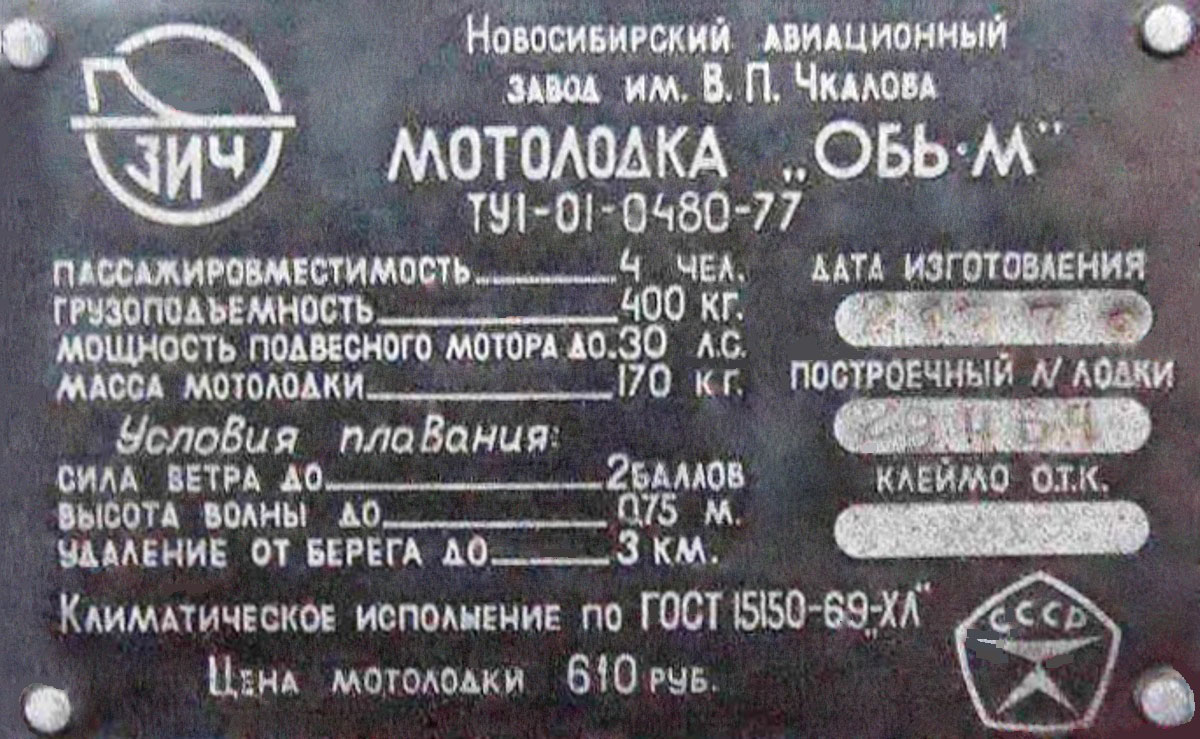 ЗИЧ
Новосибирский авиационный
завод им. В. П. Чкалова
МОТОЛОДКА „ОБЬ-М"
ТУ1-01-0480-77
ПАССАЖИРОВМЕСТИМОСТЬ 4 ЧЕЛ.
ГРУЗОПОДЪЕМНОСТЬ 400 КГ.
МОЩНОСТЬ ПОДВЕСНОГО МОТОРА ДО. 30 Л.С.
МАССА МОТОЛОДКИ 170 КГ.
Условия плавания:
СИЛА ВЕТРА ДО 2 БАЛЛОВ
ВЫСОТА ВОЛНЫ ДО 0,75 М.
УДАЛЕНИЕ ОТ БЕРЕГА ДО 3 КМ.
ДАТА ИЗГОТОВЛЕНИЯ
ПОСТРОЕЧНЫЙ N ЛОДКИ
КЛЕЙМО О.Т.К.
Климатическое исполнение по ГОСТ 15150-69 „ХЛ"
Цена мотолодки 610 руб.
СССР